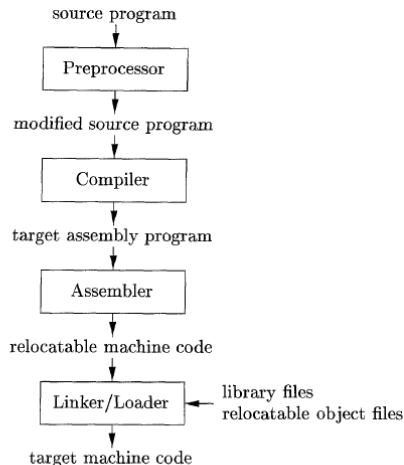 source program
Preprocessor
modified source program
Compiler
target assembly program
Assembler
relocatable machine code
Linker/Loader
library files
relocatable object files
target machine code